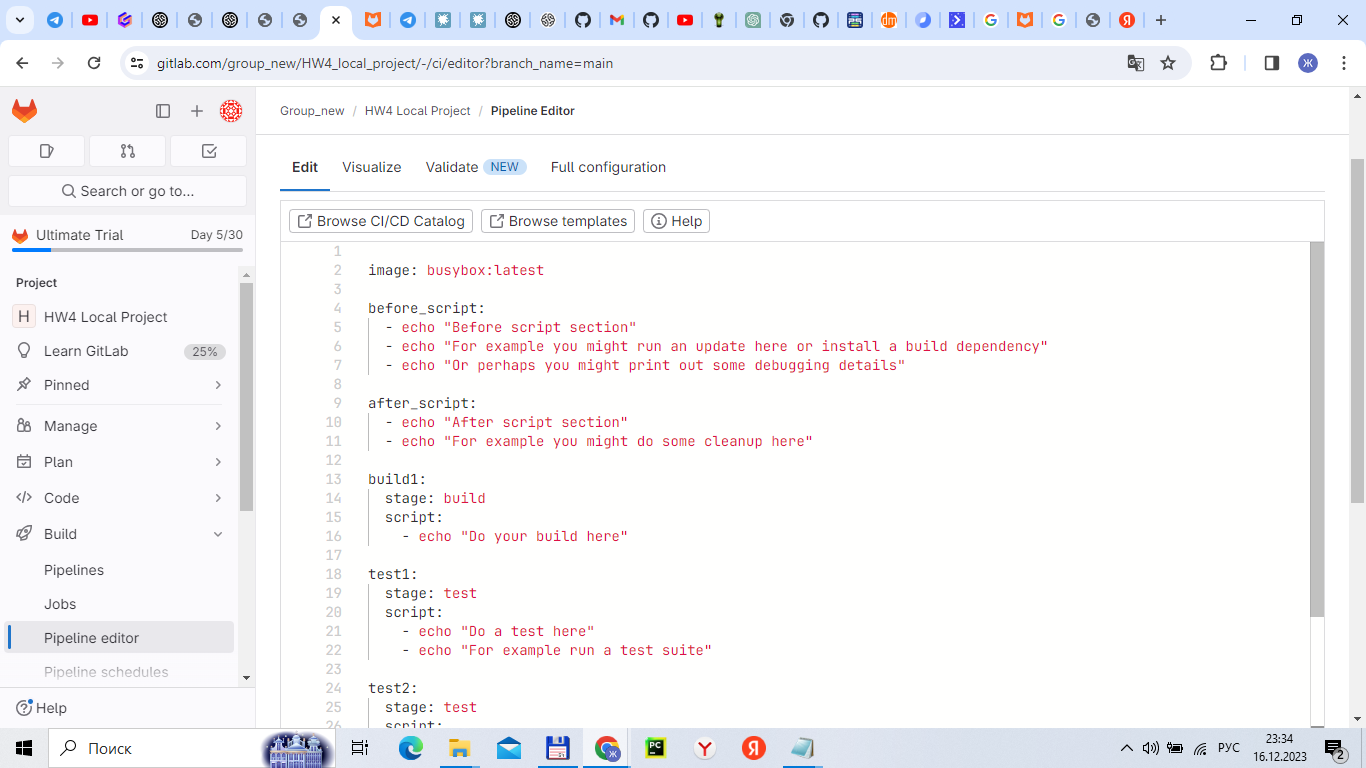 gitlab.com/group_new/HW4_local_project/-/ci/editor?branch_name=main
Ж
Group_new / HW4 Local Project / Pipeline Editor
Search or go to...
Ultimate Trial Day 5/30
Project
H HW4 Local Project
Learn GitLab 25%
Pinned
Manage
Plan
Code
Build
Pipelines
Jobs
Pipeline editor
Pipeline schedules
Help
Edit Visualize Validate NEW Full configuration
Browse CI/CD Catalog Browse templates Help
1
2 image: busybox:latest
3
4 before_script:
5 - echo "Before script section"
6 - echo "For example you might run an update here or install a build dependency"
7 - echo "Or perhaps you might print out some debugging details"
8
9 after_script:
10 - echo "After script section"
11 - echo "For example you might do some cleanup here"
12
13 build1:
14 stage: build
15 script:
16 - echo "Do your build here"
17
18 test1:
19 stage: test
20 script:
21 - echo "Do a test here"
22 - echo "For example run a test suite"
23
24 test2:
25 stage: test
26 script:
Поиск
РУС
23:34
16.12.2023
2